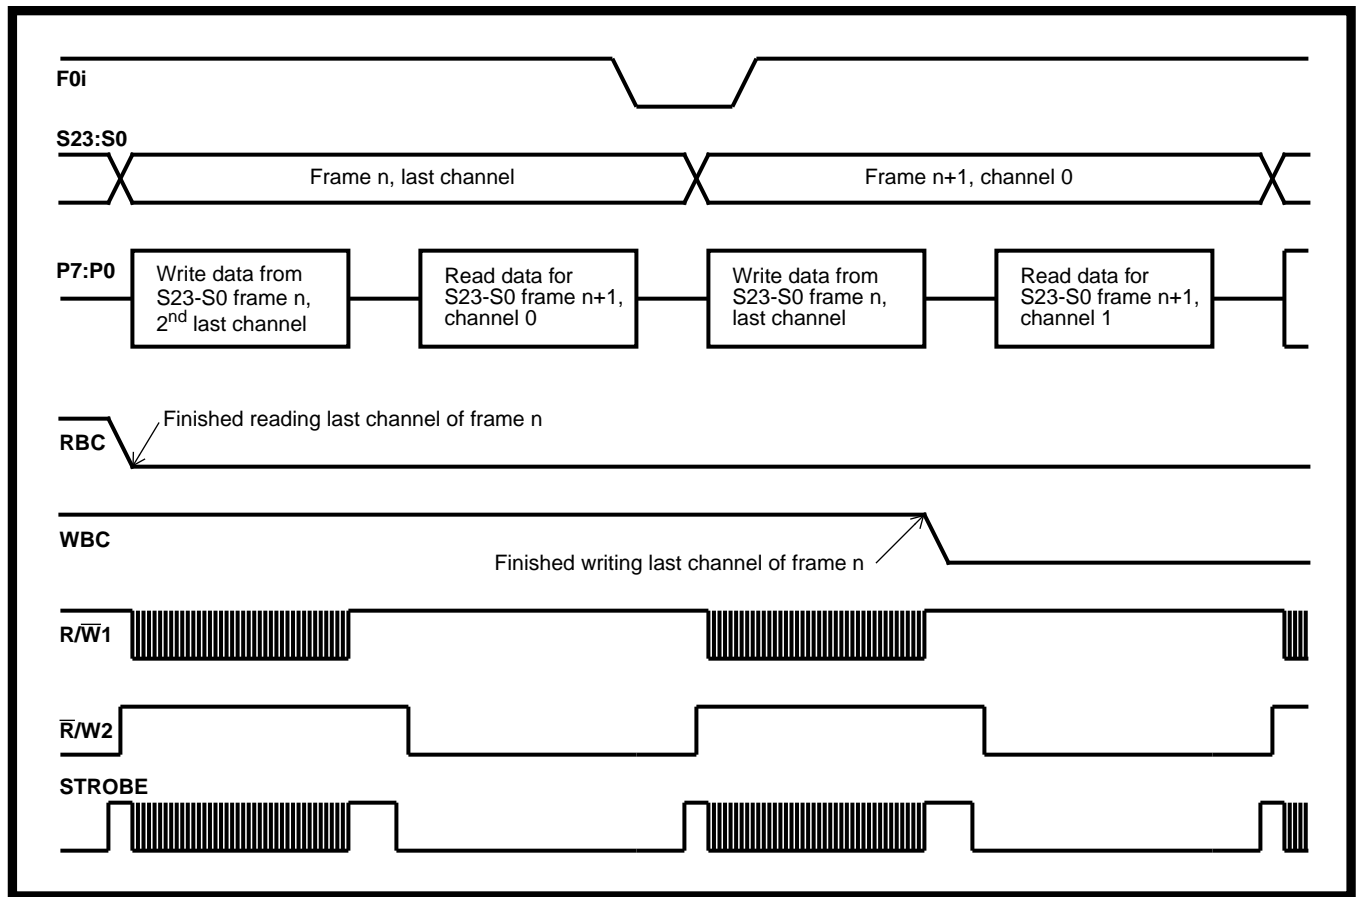 F0i
S23:S0
Frame n, last channel
Frame n+1, channel 0
P7:P0
Write data from
S23-S0 frame n,
2nd last channel
Read data for
S23-S0 frame n+1,
channel 0
Write data from
S23-S0 frame n,
last channel
Read data for
S23-S0 frame n+1,
channel 1
Finished reading last channel of frame n
RBC
WBC
Finished writing last channel of frame n
R/W̅1
R̅/W2
STROBE